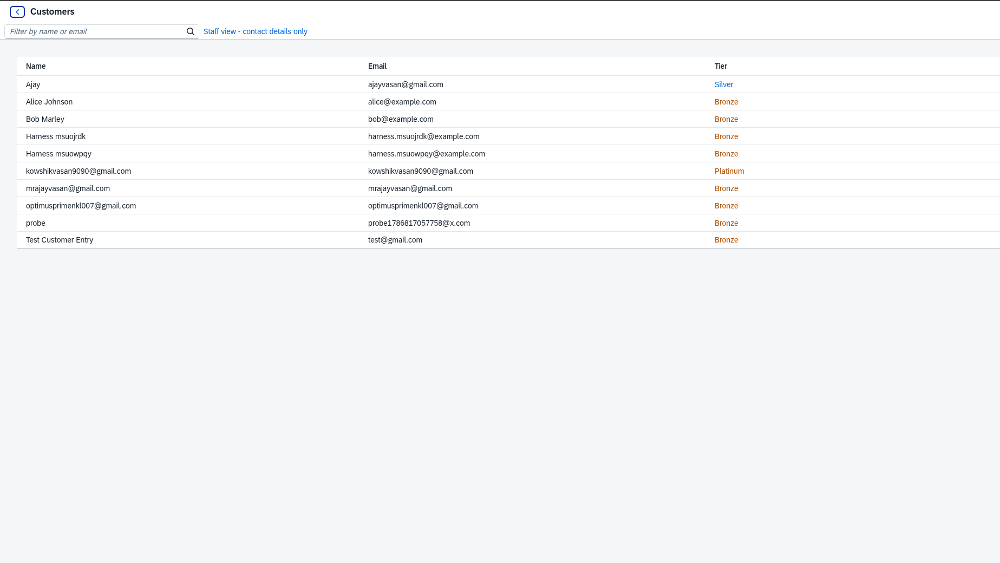 Customers
Filter by name or email Staff view - contact details only
Name Email Tier
Ajay ajayvasan@gmail.com Silver
Alice Johnson alice@example.com Bronze
Bob Marley bob@example.com Bronze
Harness msuojrdk harness.msuojrdk@example.com Bronze
Harness msuowpqy harness.msuowpqy@example.com Bronze
kowshikvasan9090@gmail.com kowshikvasan9090@gmail.com Platinum
mrajayvasan@gmail.com mrajayvasan@gmail.com Bronze
optimusprimenkl007@gmail.com optimusprimenkl007@gmail.com Bronze
probe probe1786817057758@x.com Bronze
Test Customer Entry test@gmail.com Bronze